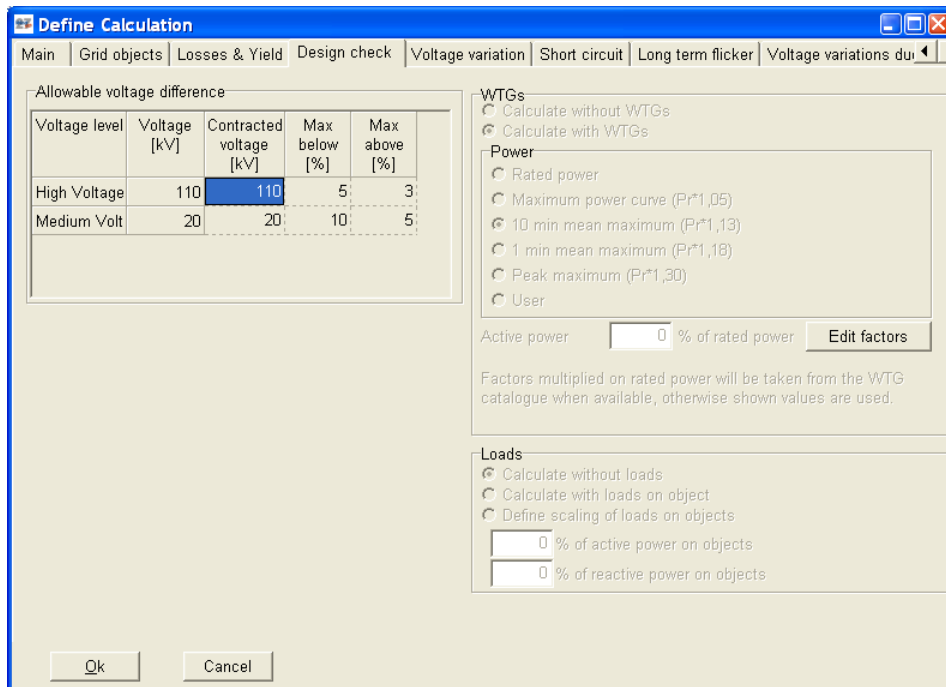 Define Calculation
Main Grid objects Losses & Yield Design check Voltage variation Short circuit Long term flicker Voltage variations du
Allowable voltage difference
Voltage level Voltage [kV] Contracted voltage [kV] Max below [%] Max above [%]
High Voltage 110 110 5 3
Medium Volt 20 20 10 5
WTGs
Calculate without WTGs
Calculate with WTGs
Power
Rated power
Maximum power curve (Pr*1,05)
10 min mean maximum (Pr*1,13)
1 min mean maximum (Pr*1,18)
Peak maximum (Pr*1,30)
User
Active power 0 % of rated power Edit factors
Factors multiplied on rated power will be taken from the WTG
catalogue when available, otherwise shown values are used.
Loads
Calculate without loads
Calculate with loads on object
Define scaling of loads on objects
0 % of active power on objects
0 % of reactive power on objects
Ok Cancel